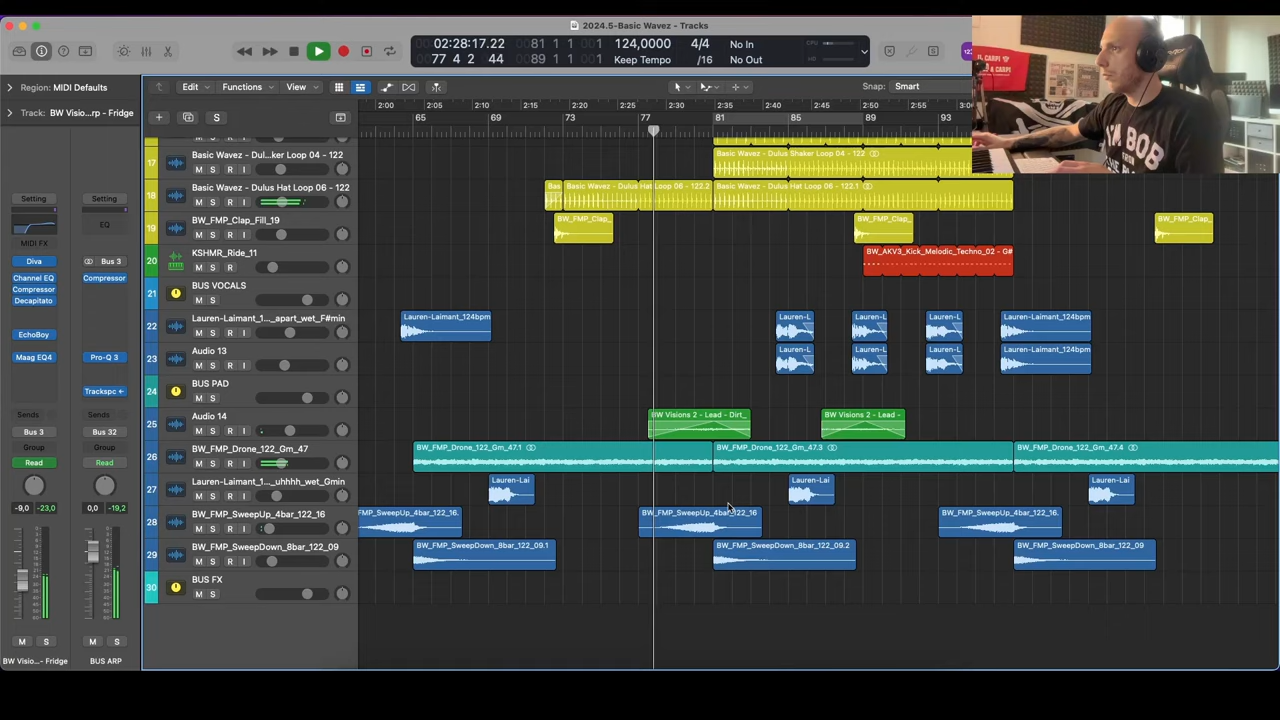 2024.5-Basic Wavez - Tracks
02:28:17.22
77 4 2 44
81 1 1
89 1 1 1
124,0000
Keep Tempo
4/4
/16
No In
No Out
CPU
D. CARPI
I'M BOB
Region: MIDI Defaults
Track: BW Visio...rp - Fridge
Edit
Functions
View
Snap: Smart
2:00 2:05 2:10 2:15 2:20 2:25 2:30 2:35 2:40 2:45 2:50 2:55
65 69 73 77 81 85 89 93
S
17 Basic Wavez - Dul...ker Loop 04 - 122
M S R I
Basic Wavez - Dulus Shaker Loop 04 - 122
18 Basic Wavez - Dulus Hat Loop 06 - 122
M S R I
Bas
Basic Wavez - Dulus Hat Loop 06 - 122.2
Basic Wavez - Dulus Hat Loop 06 - 122.1
19 BW_FMP_Clap_Fill_19
M S R I
BW_FMP_Clap_
BW_FMP_Clap_
BW_FMP_Clap_
20 KSHMR_Ride_11
M S R
BW_AKV3_Kick_Melodic_Techno_02 - G#
21 BUS VOCALS
M S
22 Lauren-Laimant_1..._apart_wet_F#min
M S R I
Lauren-Laimant_124bpm
Lauren-L
Lauren-L
Lauren-L
Lauren-Laimant_124bpm
23 Audio 13
M S R I
Lauren-L
Lauren-L
Lauren-L
Lauren-Laimant_124bpm
24 BUS PAD
M S
25 Audio 14
M S R I
BW Visions 2 - Lead - Dirt_
BW Visions 2 - Lead -
26 BW_FMP_Drone_122_Gm_47
M S R I
BW_FMP_Drone_122_Gm_47.1
BW_FMP_Drone_122_Gm_47.3
BW_FMP_Drone_122_Gm_47.4
27 Lauren-Laimant_1..._uhhhh_wet_Gmin
M S R I
Lauren-Lai
Lauren-Lai
Lauren-Lai
28 BW_FMP_SweepUp_4bar_122_16
M S R I
FMP_SweepUp_4bar_122_16.
BW_FMP_SweepUp_4bar_122_16
BW_FMP_SweepUp_4bar_122_16.
29 BW_FMP_SweepDown_8bar_122_09
M S R I
BW_FMP_SweepDown_8bar_122_09.1
BW_FMP_SweepDown_8bar_122_09.2
BW_FMP_SweepDown_8bar_122_09
30 BUS FX
M S
Setting Setting
EQ
MIDI FX
Diva Bus 3
Channel EQ Compressor
Compressor
Decapitato
EchoBoy
Maag EQ4 Pro-Q 3
Trackspc
Sends Sends
Bus 3 Bus 32
Group Group
Read Read
-9,0 -23,0 0,0 -19,2
M S M S
BW Visio...- Fridge BUS ARP